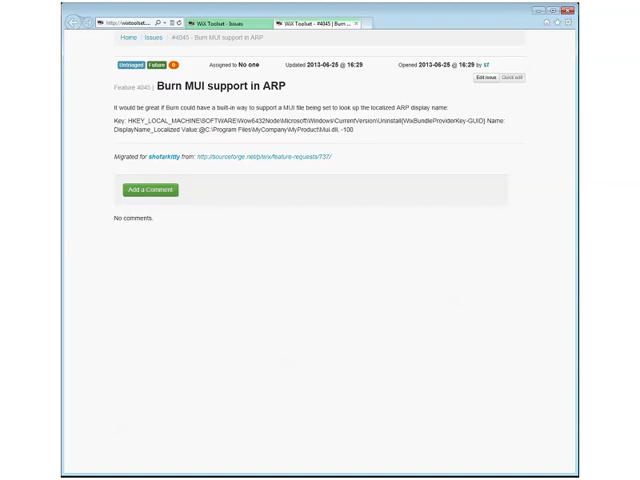 http://wixtoolset....
WiX Toolset - Issues
WiX Toolset - #4045 | Burn ...
Home Issues #4045 - Burn MUI support in ARP
Untriaged Future 0 Assigned to No one Updated 2013-06-25 @ 16:29 Opened 2013-06-25 @ 16:29 by sf
Edit issue Quick edit
Feature 4045 | Burn MUI support in ARP
It would be great if Burn could have a built-in way to support a MUI file being set to look up the localized ARP display name:
Key: HKEY_LOCAL_MACHINE\SOFTWARE\Wow6432Node\Microsoft\Windows\CurrentVersion\Uninstall{WixBundleProviderKey-GUID} Name:
DisplayName_Localized Value:@C:\Program Files\MyCompany\MyProduct\Mui.dll, -100
Migrated for shofarkitty from: http://sourceforge.net/p/wix/feature-requests/737/
Add a Comment
No comments.